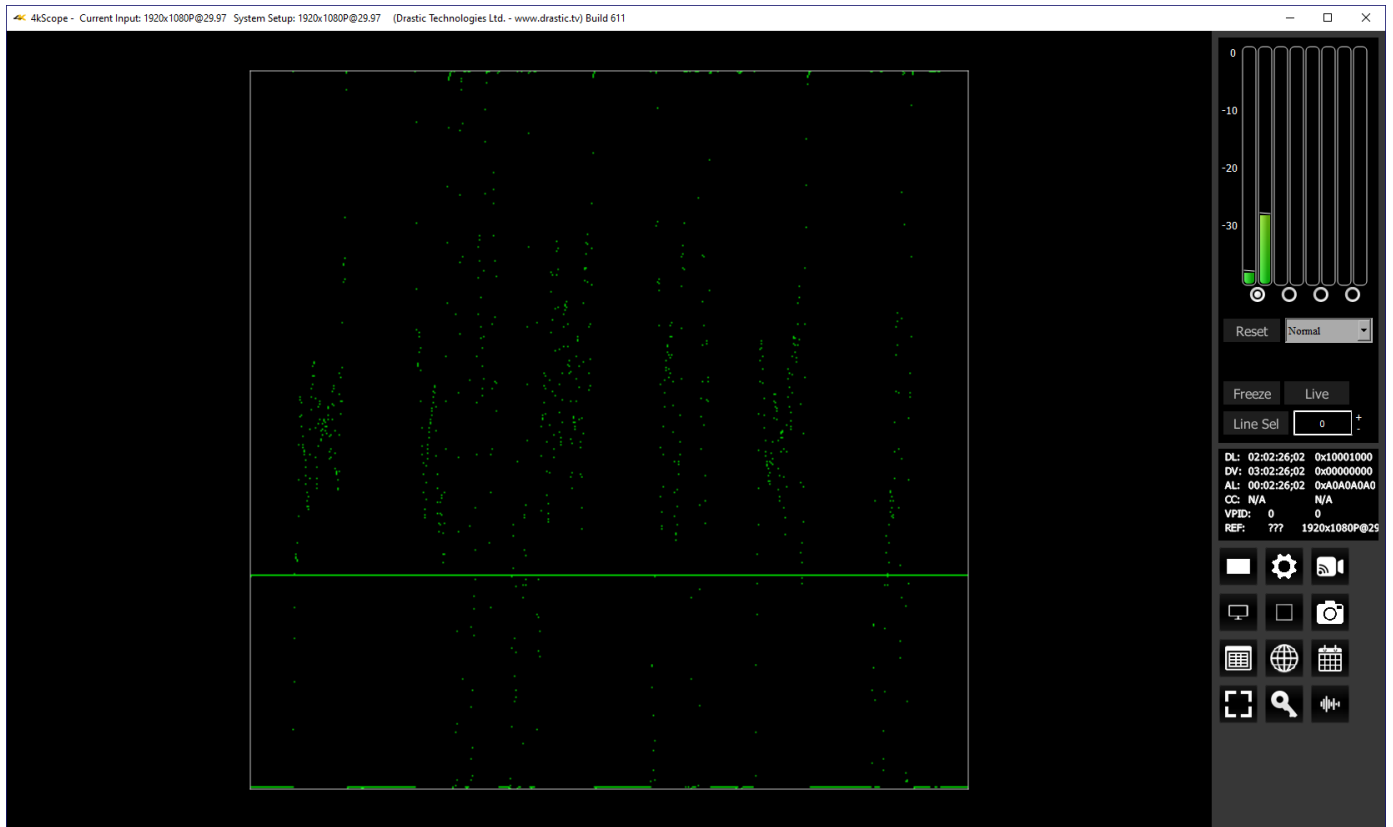 4kScope - Current Input: 1920x1080P@29.97 System Setup: 1920x1080P@29.97 (Drastic Technologies Ltd. - www.drastic.tv) Build 611
0
-10
-20
-30
Reset Normal
Freeze Live
Line Sel 0 + -
DL: 02:02:26;02 0x10001000
DV: 03:02:26;02 0x00000000
AL: 00:02:26;02 0xA0A0A0A0
CC: N/A N/A
VPID: 0 0
REF: ??? 1920x1080P@29